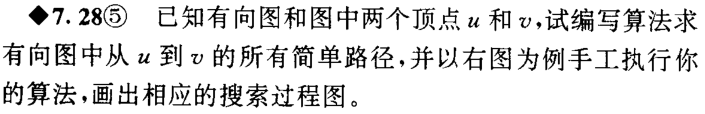 ◆7.28⑤ 已知有向图和图中两个顶点 u 和 v,试编写算法求
有向图中从 u 到 v 的所有简单路径,并以右图为例手工执行你
的算法,画出相应的搜索过程图。